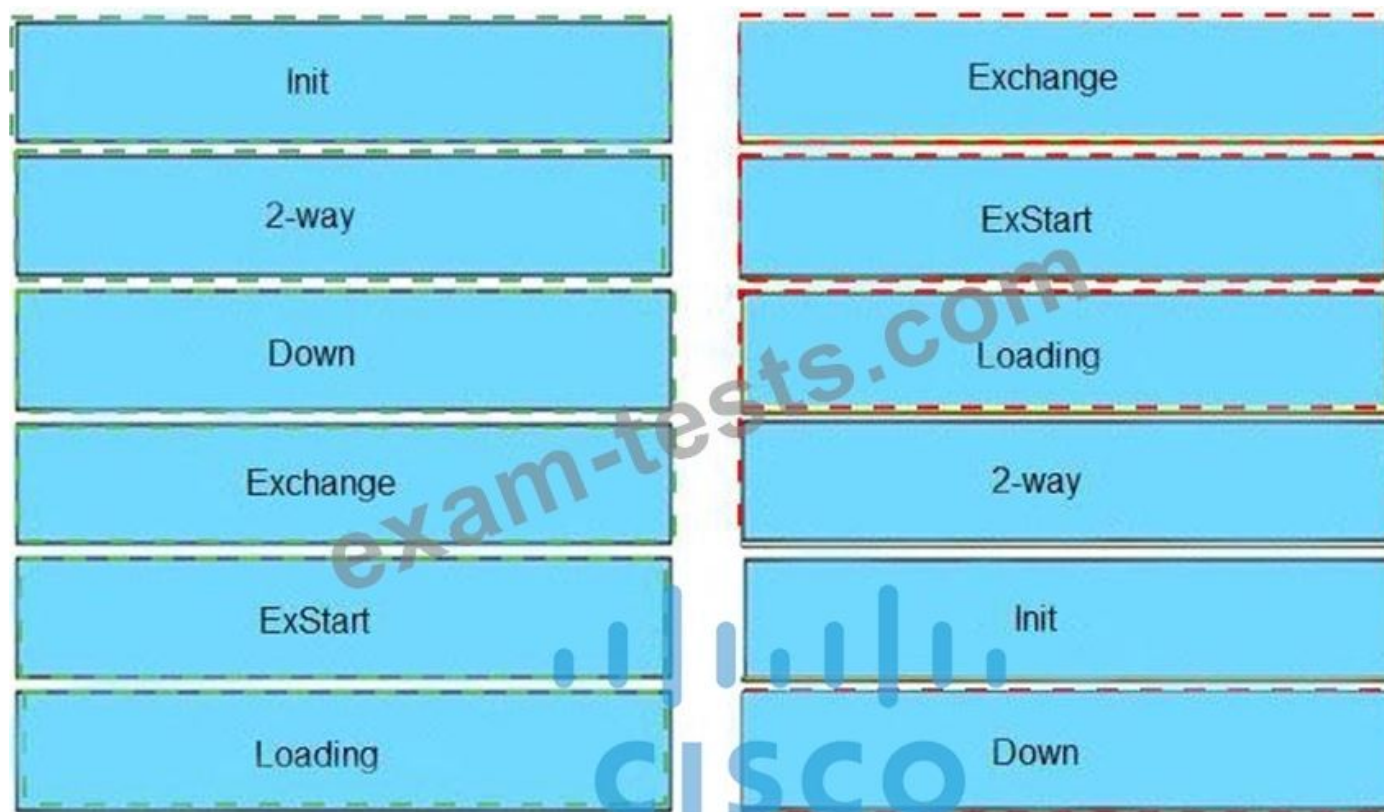 Init
2-way
Down
Exchange
ExStart
Loading
Exchange
ExStart
Loading
2-way
Init
Down
exam-tests.com
CISCO